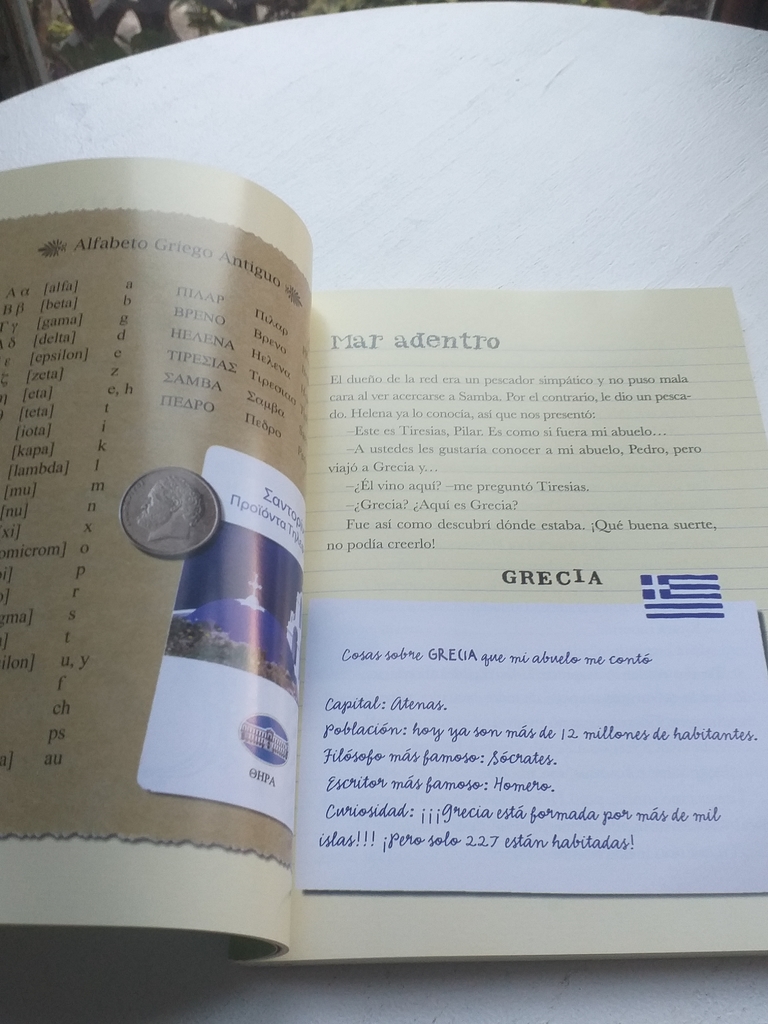 Alfabeto Griego Antiguo
Α α [alfa] a
Β β [beta] b
γ [gama] g
δ [delta] d
ε [epsilon] e
ζ [zeta] z
η [eta] e, h
[teta] t
[iota] i
[kapa] k
[lambda] l
[mu] m
[nu] n
x
omicrom] o
p
r
s
t
u, y
f
ch
ps
au
ΠΙΛΑΡ Πιλαρ
ΒΡΕΝΟ Βρενο
ΗΕΛΕΝΑ Ηελενα
ΤΙΡΕΣΙΑΣ Τιρεσιασ
ΣΑΜΒΑ Σαμβα
ΠΕΔΡΟ Πεδρο
Προϊόντα
ΘΗΡΑ
Mar adentro
El dueño de la red era un pescador simpático y no puso mala
cara al ver acercarse a Samba. Por el contrario, le dio un pesca-
do. Helena ya lo conocía, así que nos presentó:
–Este es Tiresias, Pilar. Es como si fuera mi abuelo…
–A ustedes les gustaría conocer a mi abuelo, Pedro, pero
viajó a Grecia y…
–¿Él vino aquí? –me preguntó Tiresias.
–¿Grecia? ¿Aquí es Grecia?
Fue así como descubrí dónde estaba. ¡Qué buena suerte,
no podía creerlo!
GRECIA
Cosas sobre GRECIA que mi abuelo me contó
Capital: Atenas.
Población: hoy ya son más de 12 millones de habitantes.
Filósofo más famoso: Sócrates.
Escritor más famoso: Homero.
Curiosidad: ¡¡¡Grecia está formada por más de mil
islas!!! ¡Pero solo 227 están habitadas!